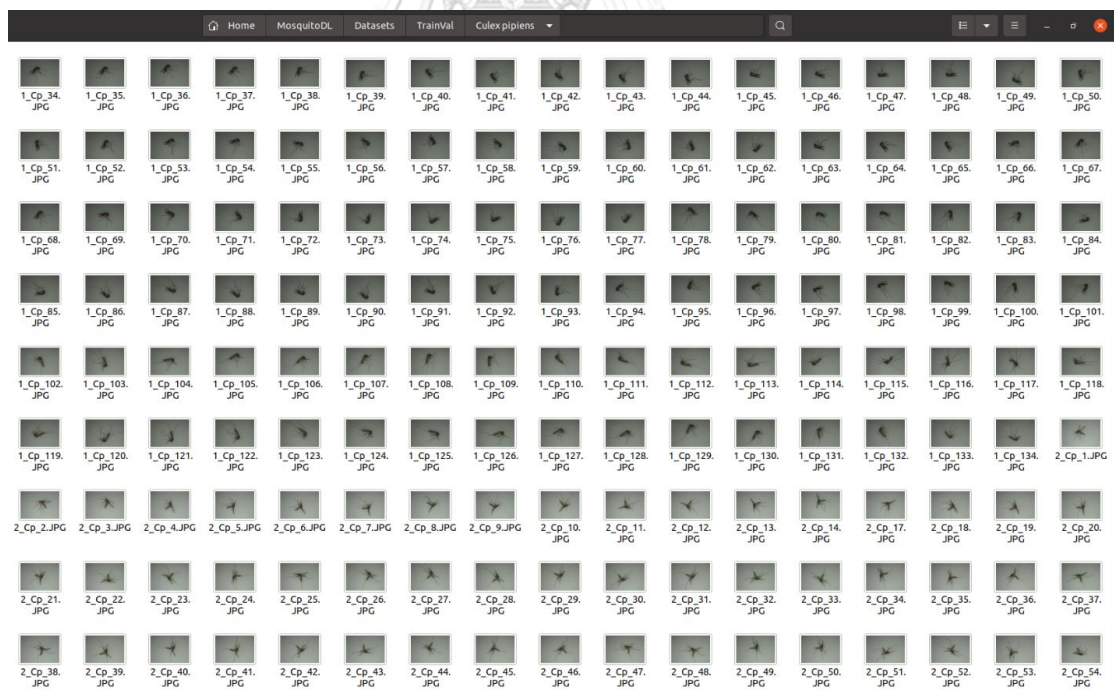 Home MosquitoDL Datasets TrainVal Culex pipiens
1_Cp_34. 1_Cp_35. 1_Cp_36. 1_Cp_37. 1_Cp_38. 1_Cp_39. 1_Cp_40. 1_Cp_41. 1_Cp_42. 1_Cp_43. 1_Cp_44. 1_Cp_45. 1_Cp_46. 1_Cp_47. 1_Cp_48. 1_Cp_49. 1_Cp_50.
JPG JPG JPG JPG JPG JPG JPG JPG JPG JPG JPG JPG JPG JPG JPG JPG JPG
1_Cp_51. 1_Cp_52. 1_Cp_53. 1_Cp_54. 1_Cp_55. 1_Cp_56. 1_Cp_57. 1_Cp_58. 1_Cp_59. 1_Cp_60. 1_Cp_61. 1_Cp_62. 1_Cp_63. 1_Cp_64. 1_Cp_65. 1_Cp_66. 1_Cp_67.
JPG JPG JPG JPG JPG JPG JPG JPG JPG JPG JPG JPG JPG JPG JPG JPG JPG
1_Cp_68. 1_Cp_69. 1_Cp_70. 1_Cp_71. 1_Cp_72. 1_Cp_73. 1_Cp_74. 1_Cp_75. 1_Cp_76. 1_Cp_77. 1_Cp_78. 1_Cp_79. 1_Cp_80. 1_Cp_81. 1_Cp_82. 1_Cp_83. 1_Cp_84.
JPG JPG JPG JPG JPG JPG JPG JPG JPG JPG JPG JPG JPG JPG JPG JPG JPG
1_Cp_85. 1_Cp_86. 1_Cp_87. 1_Cp_88. 1_Cp_89. 1_Cp_90. 1_Cp_91. 1_Cp_92. 1_Cp_93. 1_Cp_94. 1_Cp_95. 1_Cp_96. 1_Cp_97. 1_Cp_98. 1_Cp_99. 1_Cp_100. 1_Cp_101.
JPG JPG JPG JPG JPG JPG JPG JPG JPG JPG JPG JPG JPG JPG JPG JPG JPG
1_Cp_102. 1_Cp_103. 1_Cp_104. 1_Cp_105. 1_Cp_106. 1_Cp_107. 1_Cp_108. 1_Cp_109. 1_Cp_110. 1_Cp_111. 1_Cp_112. 1_Cp_113. 1_Cp_114. 1_Cp_115. 1_Cp_116. 1_Cp_117. 1_Cp_118.
JPG JPG JPG JPG JPG JPG JPG JPG JPG JPG JPG JPG JPG JPG JPG JPG JPG
1_Cp_119. 1_Cp_120. 1_Cp_121. 1_Cp_122. 1_Cp_123. 1_Cp_124. 1_Cp_125. 1_Cp_126. 1_Cp_127. 1_Cp_128. 1_Cp_129. 1_Cp_130. 1_Cp_131. 1_Cp_132. 1_Cp_133. 1_Cp_134. 2_Cp_1.JPG
JPG JPG JPG JPG JPG JPG JPG JPG JPG JPG JPG JPG JPG JPG JPG JPG
2_Cp_2.JPG 2_Cp_3.JPG 2_Cp_4.JPG 2_Cp_5.JPG 2_Cp_6.JPG 2_Cp_7.JPG 2_Cp_8.JPG 2_Cp_9.JPG 2_Cp_10. 2_Cp_11. 2_Cp_12. 2_Cp_13. 2_Cp_14. 2_Cp_17. 2_Cp_18. 2_Cp_19. 2_Cp_20.
JPG JPG JPG JPG JPG JPG JPG JPG JPG
2_Cp_21. 2_Cp_22. 2_Cp_23. 2_Cp_24. 2_Cp_25. 2_Cp_26. 2_Cp_27. 2_Cp_28. 2_Cp_29. 2_Cp_30. 2_Cp_31. 2_Cp_32. 2_Cp_33. 2_Cp_34. 2_Cp_35. 2_Cp_36. 2_Cp_37.
JPG JPG JPG JPG JPG JPG JPG JPG JPG JPG JPG JPG JPG JPG JPG JPG JPG
2_Cp_38. 2_Cp_39. 2_Cp_40. 2_Cp_41. 2_Cp_42. 2_Cp_43. 2_Cp_44. 2_Cp_45. 2_Cp_46. 2_Cp_47. 2_Cp_48. 2_Cp_49. 2_Cp_50. 2_Cp_51. 2_Cp_52. 2_Cp_53. 2_Cp_54.
JPG JPG JPG JPG JPG JPG JPG JPG JPG JPG JPG JPG JPG JPG JPG JPG JPG